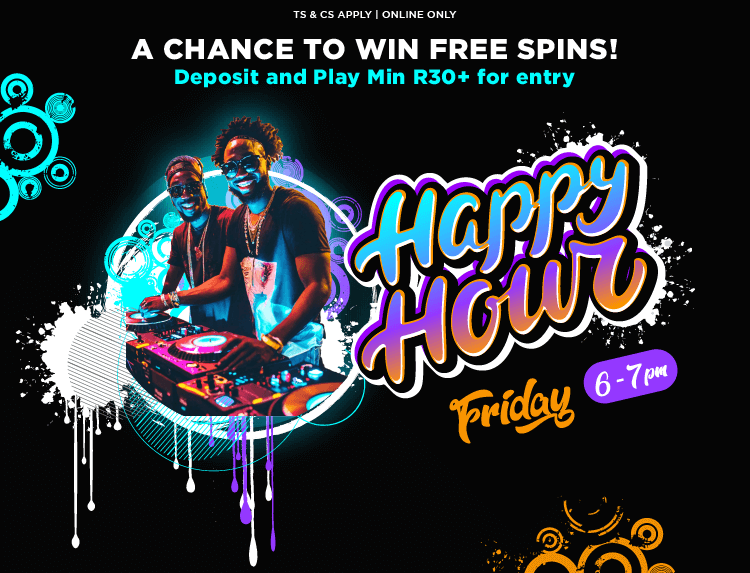 TS & CS APPLY | ONLINE ONLY
A CHANCE TO WIN FREE SPINS!
Deposit and Play Min R30+ for entry
Happy
Hour
Friday 6-7pm